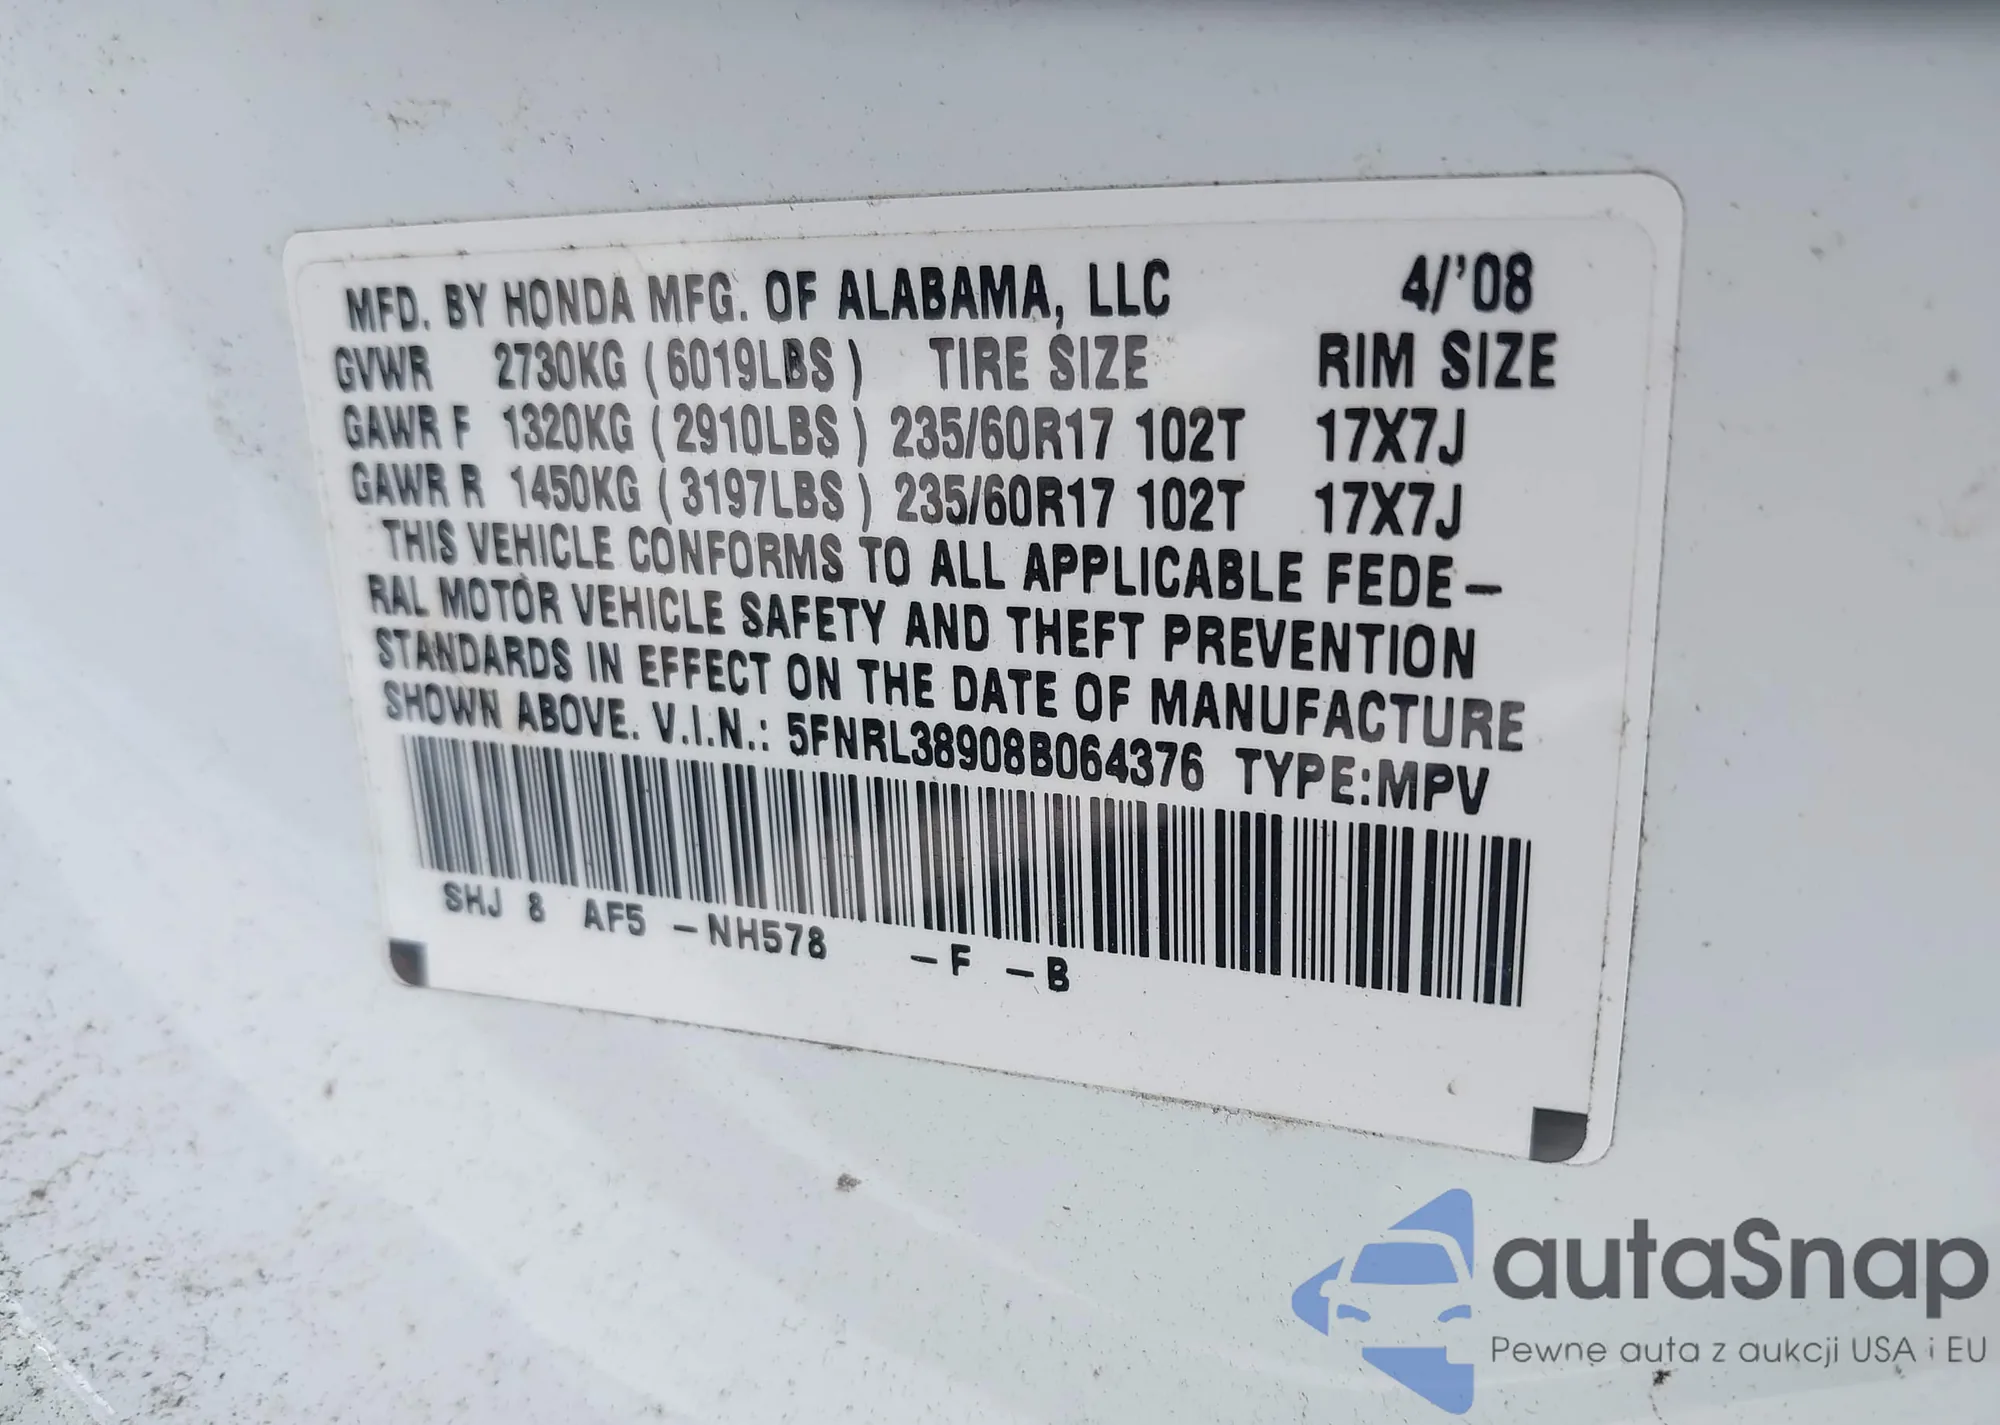 MFD. BY HONDA MFG. OF ALABAMA, LLC 4/'08
GVWR 2730KG ( 6019LBS ) TIRE SIZE RIM SIZE
GAWR F 1320KG ( 2910LBS ) 235/60R17 102T 17X7J
GAWR R 1450KG ( 3197LBS ) 235/60R17 102T 17X7J
THIS VEHICLE CONFORMS TO ALL APPLICABLE FEDE-
RAL MOTOR VEHICLE SAFETY AND THEFT PREVENTION
STANDARDS IN EFFECT ON THE DATE OF MANUFACTURE
SHOWN ABOVE. V.I.N.: 5FNRL38908B064376 TYPE:MPV
SHJ 8 AF5 -NH578 -F -B
autaSnap
Pewne auta z aukcji USA i EU